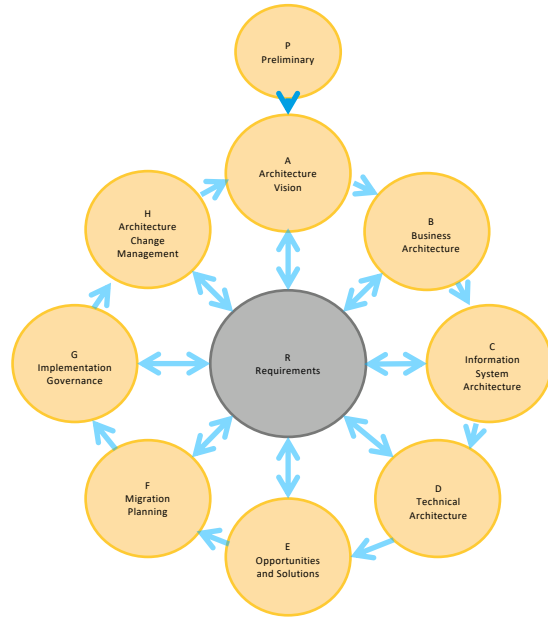 P
Preliminary
A
Architecture
Vision
H
Architecture
Change
Management
B
Business
Architecture
G
Implementation
Governance
R
Requirements
C
Information
System
Architecture
F
Migration
Planning
D
Technical
Architecture
E
Opportunities
and Solutions